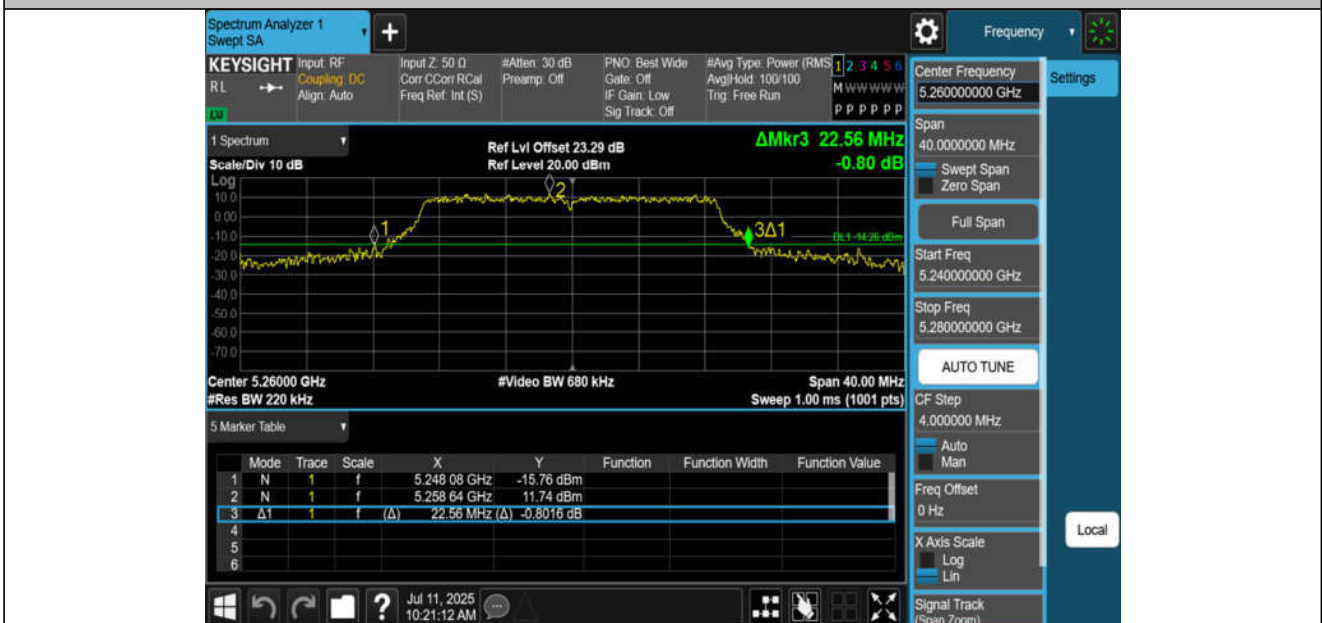 Spectrum Analyzer 1
Swept SA
+
Frequency
KEYSIGHT
RL
LXI
Input: RF
Coupling: DC
Align: Auto
Input Z: 50 Ω
Corr CCorr RCal
Freq Ref: Int (S)
#Atten: 30 dB
Preamp: Off
PNO: Best Wide
Gate: Off
IF Gain: Low
Sig Track: Off
#Avg Type: Power (RMS
Avg|Hold: 100/100
Trig: Free Run
1 2 3 4 5 6
M W W W W W
P P P P P P
Center Frequency
5.260000000 GHz
Settings
1 Spectrum
Scale/Div 10 dB
Ref Lvl Offset 23.29 dB
Ref Level 20.00 dBm
ΔMkr3 22.56 MHz
-0.80 dB
Span
40.0000000 MHz
Swept Span
Zero Span
Log
10.0
0.00
-10.0
-20.0
-30.0
-40.0
-50.0
-60.0
-70.0
1
2
3Δ1
DL1 -14.26 dBm
Full Span
Start Freq
5.240000000 GHz
Stop Freq
5.280000000 GHz
AUTO TUNE
Center 5.26000 GHz
#Video BW 680 kHz
Span 40.00 MHz
#Res BW 220 kHz
Sweep 1.00 ms (1001 pts)
CF Step
4.000000 MHz
Auto
Man
5 Marker Table
Mode Trace Scale X Y Function Function Width Function Value
1 N 1 f 5.248 08 GHz -15.76 dBm
2 N 1 f 5.258 64 GHz 11.74 dBm
3 Δ1 1 f (Δ) 22.56 MHz (Δ) -0.8016 dB
4
5
6
Freq Offset
0 Hz
X Axis Scale
Log
Lin
Local
Signal Track
(Span Zoom)
?
Jul 11, 2025
10:21:12 AM